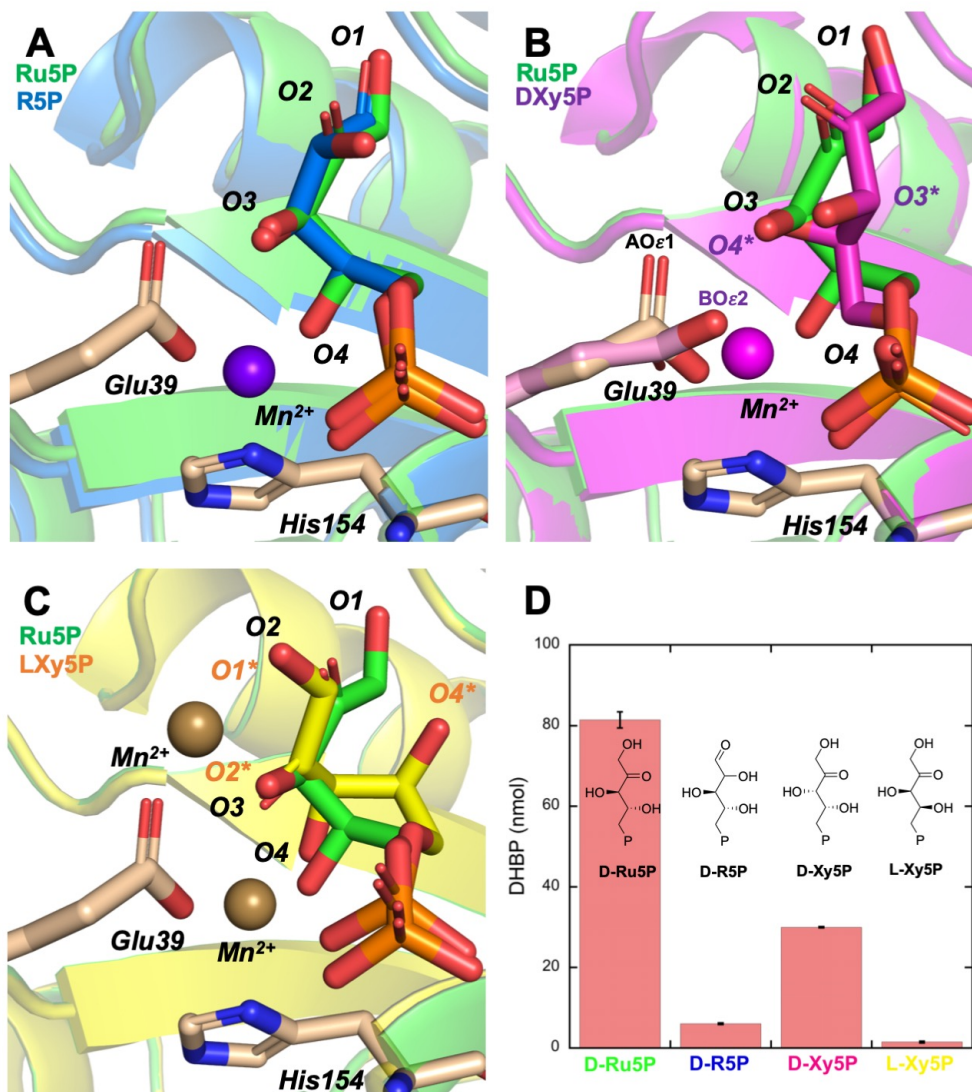 A
Ru5P
R5P
O1
O2
O3
O4
Glu39
Mn2+
His154
B
Ru5P
DXy5P
O1
O2
O3
O3*
AOε1
O4*
BOε2
O4
Glu39
Mn2+
His154
C
Ru5P
LXy5P
O1
O2
O1*
O4*
Mn2+
O2*
O3
O4
Glu39
Mn2+
His154
D
100
80
60
40
20
0
DHBP (nmol)
OH
O
HO
OH
P
D-Ru5P
O
OH
HO
OH
P
D-R5P
OH
O
HO
OH
P
D-Xy5P
OH
O
HO
OH
P
L-Xy5P
D-Ru5P D-R5P D-Xy5P L-Xy5P